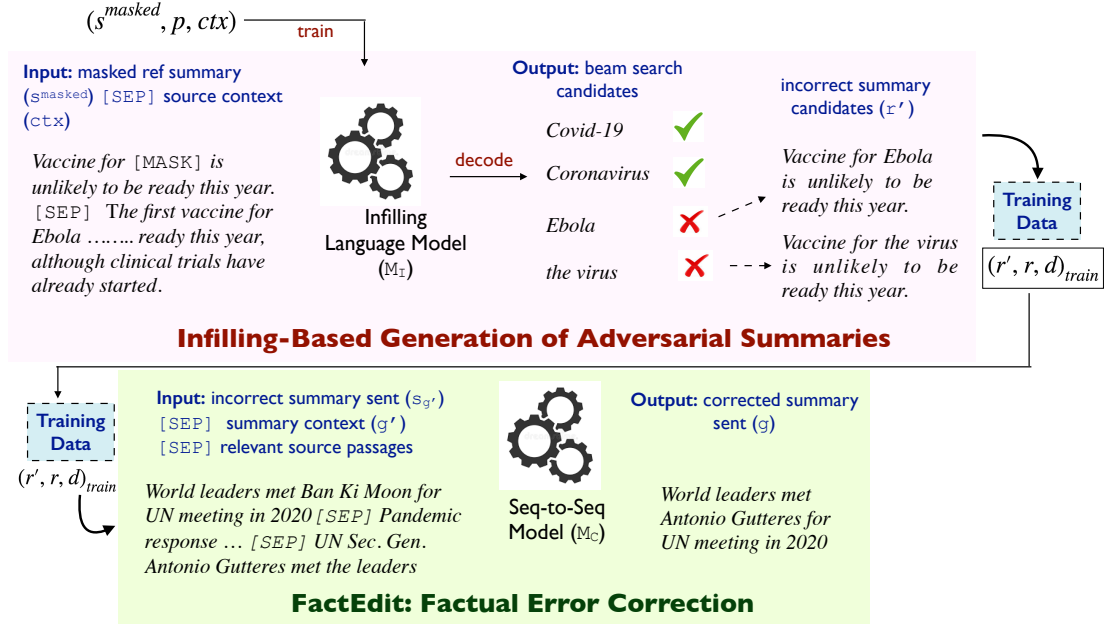 (s^masked, p, ctx)
train
Input: masked ref summary
(s^masked) [SEP] source context
(ctx)
Vaccine for [MASK] is
unlikely to be ready this year.
[SEP] The first vaccine for
Ebola …….. ready this year,
although clinical trials have
already started.
Infilling
Language Model
(M_I)
decode
Output: beam search
candidates
Covid-19
Coronavirus
Ebola
the virus
incorrect summary
candidates (r')
Vaccine for Ebola
is unlikely to be
ready this year.
Vaccine for the virus
is unlikely to be
ready this year.
Training
Data
(r', r, d)_train
Infilling-Based Generation of Adversarial Summaries
Training
Data
(r', r, d)_train
Input: incorrect summary sent (s_g')
[SEP] summary context (g')
[SEP] relevant source passages
World leaders met Ban Ki Moon for
UN meeting in 2020 [SEP] Pandemic
response … [SEP] UN Sec. Gen.
Antonio Gutteres met the leaders
Seq-to-Seq
Model (M_C)
Output: corrected summary
sent (g)
World leaders met
Antonio Gutteres for
UN meeting in 2020
FactEdit: Factual Error Correction